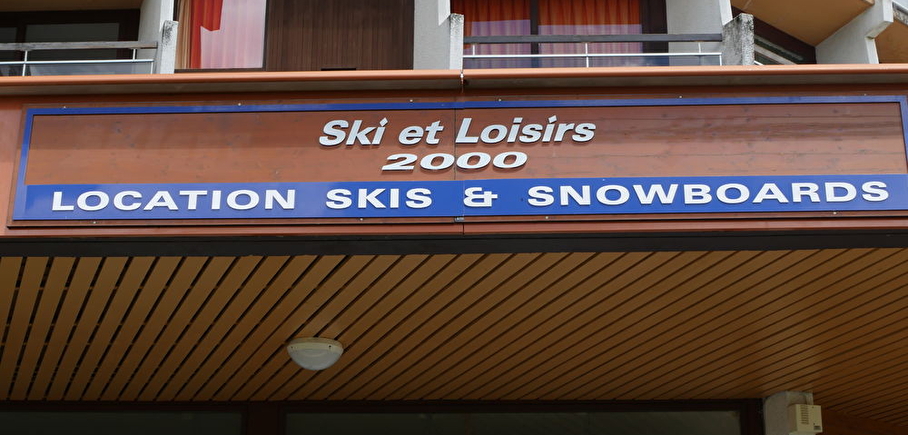 Ski et Loisirs
2000
LOCATION SKIS & SNOWBOARDS